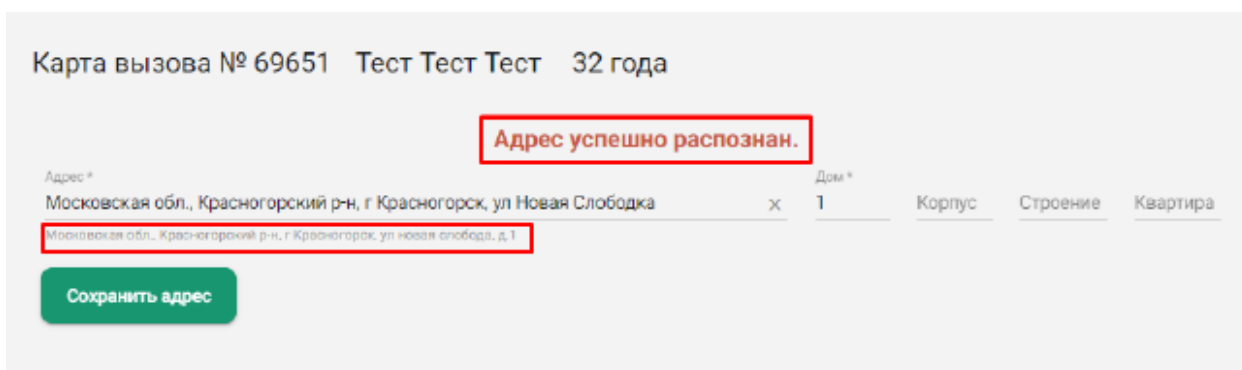 Карта вызова № 69651 Тест Тест Тест 32 года
Адрес успешно распознан.
Адрес * Дом *
Московская обл., Красногорский р-н, г Красногорск, ул Новая Слободка × 1 Корпус Строение Квартира
Московская обл., Красногорский р-н, г Красногорск, ул новая слобода, д 1
Сохранить адрес